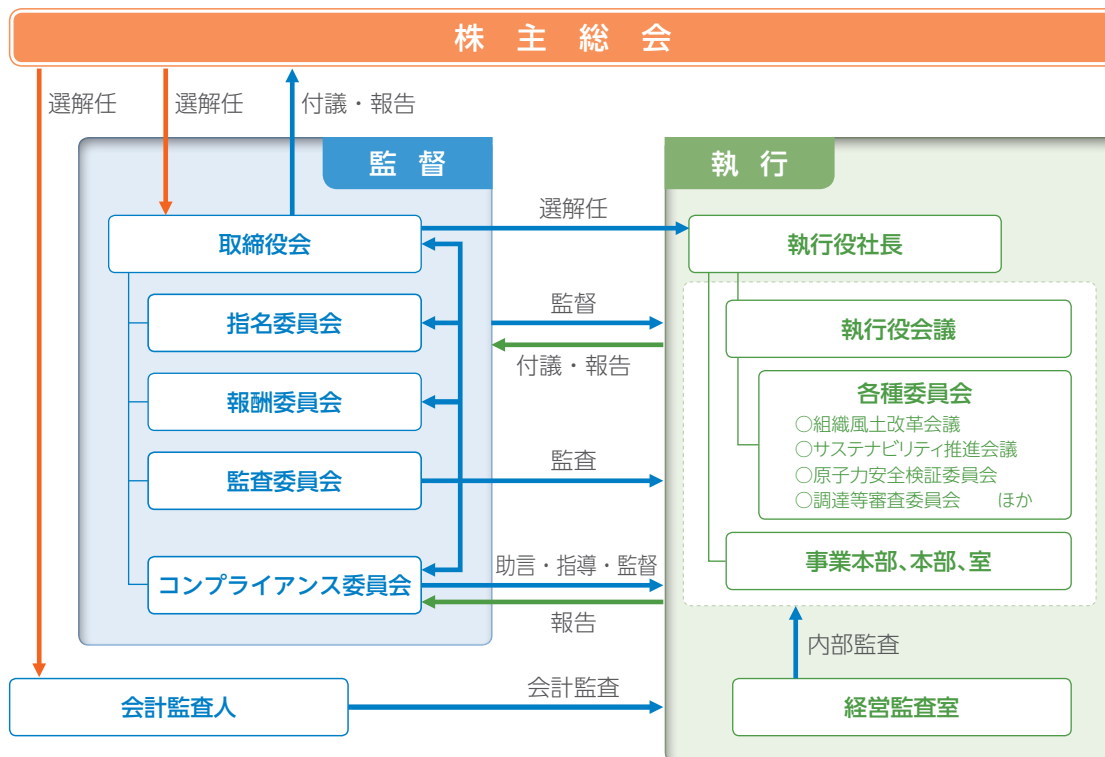 株主総会
選解任
選解任
付議・報告
監督
執行
取締役会
選解任
執行役社長
指名委員会
監督
執行役会議
付議・報告
報酬委員会
各種委員会
○組織風土改革会議
○サステナビリティ推進会議
○原子力安全検証委員会
○調達等審査委員会 ほか
監査委員会
監査
コンプライアンス委員会
助言・指導・監督
事業本部、本部、室
報告
内部監査
会計監査人
会計監査
経営監査室